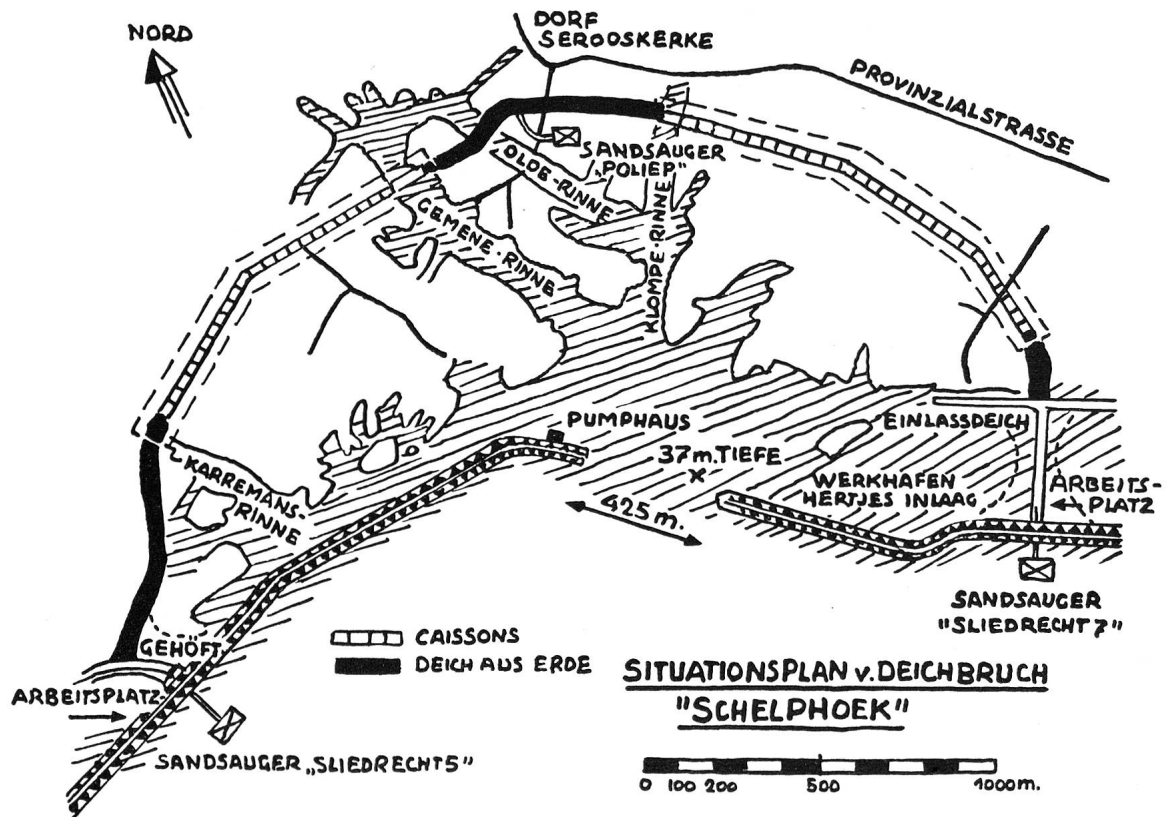 NORD
DORF
SEROOSKERKE
PROVINZIALSTRASSE
SANDSAUGER
„POLIEP"
OLDE-RINNE
GEMENE-RINNE
KLOMPE-RINNE
PUMPHAUS
37 m. TIEFE
425 m.
EINLASSDEICH
WERKHAFEN
HERTJES INLAAG
ARBEITS-
PLATZ
KARREMANS-
RINNE
SANDSAUGER
"SLIEDRECHT 7"
GEHÖFT
ARBEITSPLATZ
SANDSAUGER „SLIEDRECHT 5"
CAISSONS
DEICH AUS ERDE
SITUATIONSPLAN v. DEICHBRUCH
"SCHELPHOEK"
0 100 200 500 1000 m.